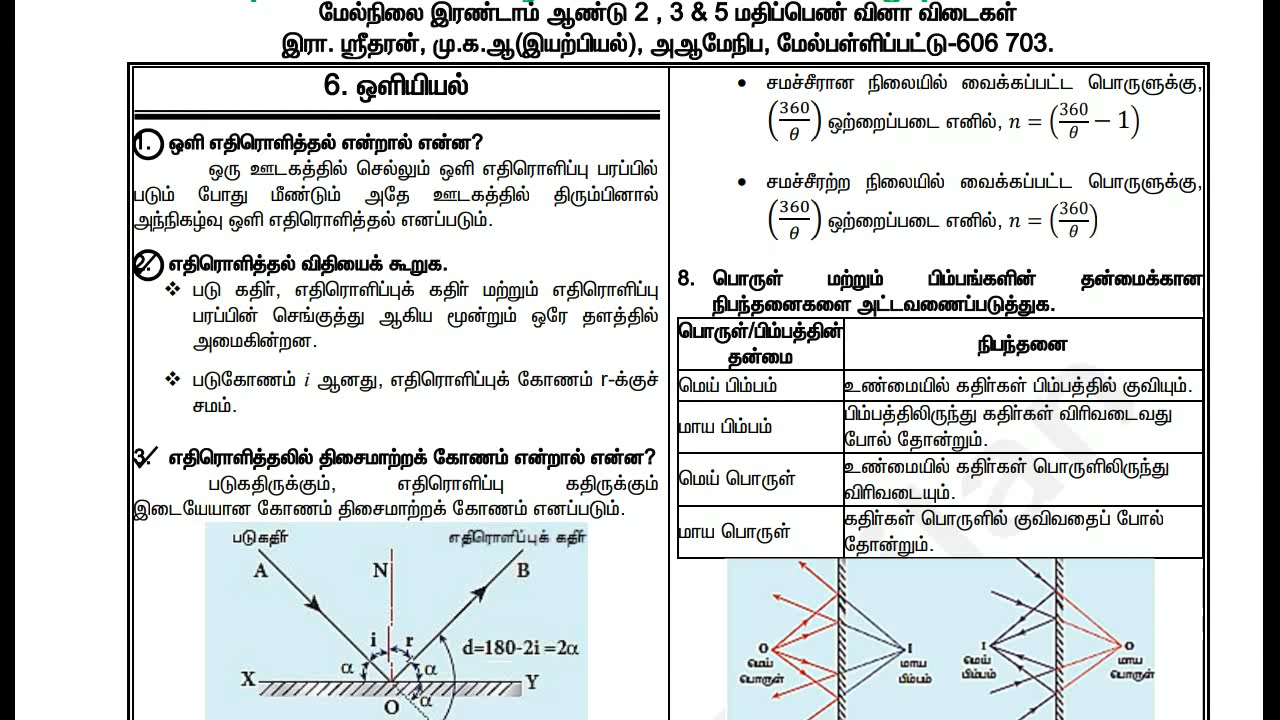 மேல்நிலை இரண்டாம் ஆண்டு 2 , 3 & 5 மதிப்பெண் வினா விடைகள்
இரா. ஸ்ரீதரன், மு.க.ஆ(இயற்பியல்), அஆமேநிப, மேல்பள்ளிப்பட்டு-606 703.
6. ஒளியியல்
1. ஒளி எதிரொளித்தல் என்றால் என்ன?
ஒரு ஊடகத்தில் செல்லும் ஒளி எதிரொளிப்பு பரப்பில்
படும் போது மீண்டும் அதே ஊடகத்தில் திரும்பினால்
அந்நிகழ்வு ஒளி எதிரொளித்தல் எனப்படும்.
2. எதிரொளித்தல் விதியைக் கூறுக.
❖ படு கதிர், எதிரொளிப்புக் கதிர் மற்றும் எதிரொளிப்பு
பரப்பின் செங்குத்து ஆகிய மூன்றும் ஒரே தளத்தில்
அமைகின்றன.
❖ படுகோணம் i ஆனது, எதிரொளிப்புக் கோணம் r-க்குச்
சமம்.
3. எதிரொளித்தலில் திசைமாற்றக் கோணம் என்றால் என்ன?
படுகதிருக்கும், எதிரொளிப்பு கதிருக்கும்
இடையேயான கோணம் திசைமாற்றக் கோணம் எனப்படும்.
படுகதிர் எதிரொளிப்புக் கதிர்
A N B
i r
d=180-2i =2α
α α
X Y
α
O
• சமச்சீரான நிலையில் வைக்கப்பட்ட பொருளுக்கு,
(360/θ) ஒற்றைப்படை எனில், n = (360/θ − 1)
• சமச்சீரற்ற நிலையில் வைக்கப்பட்ட பொருளுக்கு,
(360/θ) ஒற்றைப்படை எனில், n = (360/θ)
8. பொருள் மற்றும் பிம்பங்களின் தன்மைக்கான
நிபந்தனைகளை அட்டவணைப்படுத்துக.
பொருள்/பிம்பத்தின்
தன்மை
நிபந்தனை
மெய் பிம்பம்
உண்மையில் கதிர்கள் பிம்பத்தில் குவியும்.
மாய பிம்பம்
பிம்பத்திலிருந்து கதிர்கள் விரிவடைவது
போல் தோன்றும்.
மெய் பொருள்
உண்மையில் கதிர்கள் பொருளிலிருந்து
விரிவடையும்.
மாய பொருள்
கதிர்கள் பொருளில் குவிவதைப் போல்
தோன்றும்.
O I I O
மெய் மாய மெய் மாய
பொருள் பிம்பம் பிம்பம் பொருள்